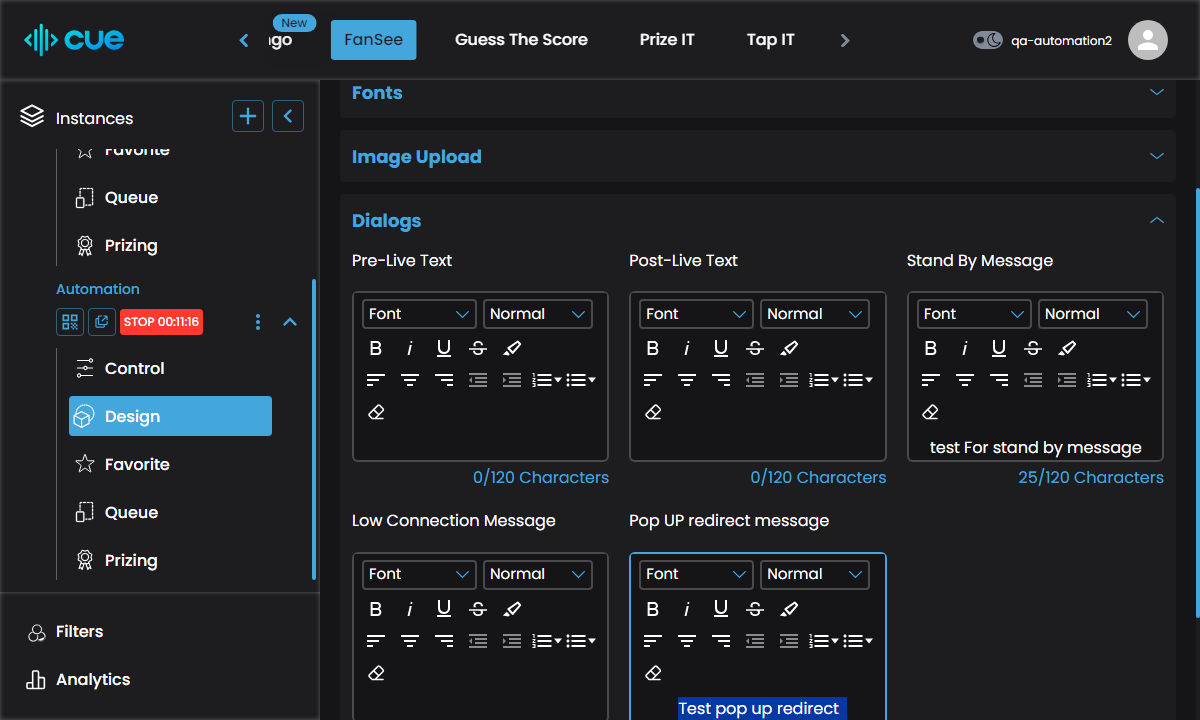 cue
New
ngo
FanSee
Guess The Score
Prize IT
Tap IT
qa-automation2
Instances
Favorite
Queue
Prizing
Automation
STOP 00:11:16
Control
Design
Favorite
Queue
Prizing
Filters
Analytics
Fonts
Image Upload
Dialogs
Pre-Live Text
Font Normal
0/120 Characters
Post-Live Text
Font Normal
0/120 Characters
Stand By Message
Font Normal
test For stand by message
25/120 Characters
Low Connection Message
Font Normal
Pop UP redirect message
Font Normal
Test pop up redirect